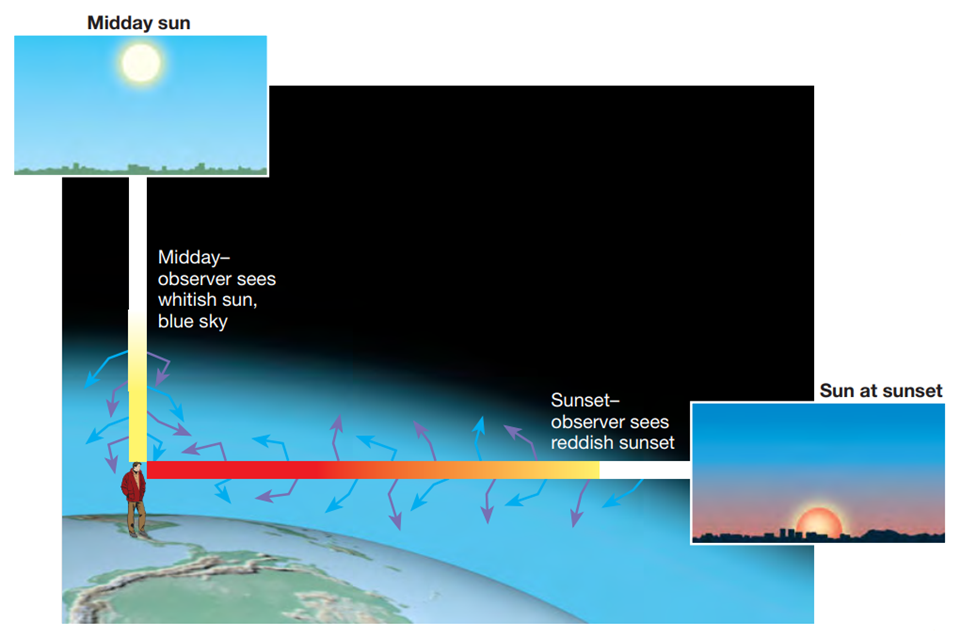 Midday sun
Midday–
observer sees
whitish sun,
blue sky
Sunset–
observer sees
reddish sunset
Sun at sunset